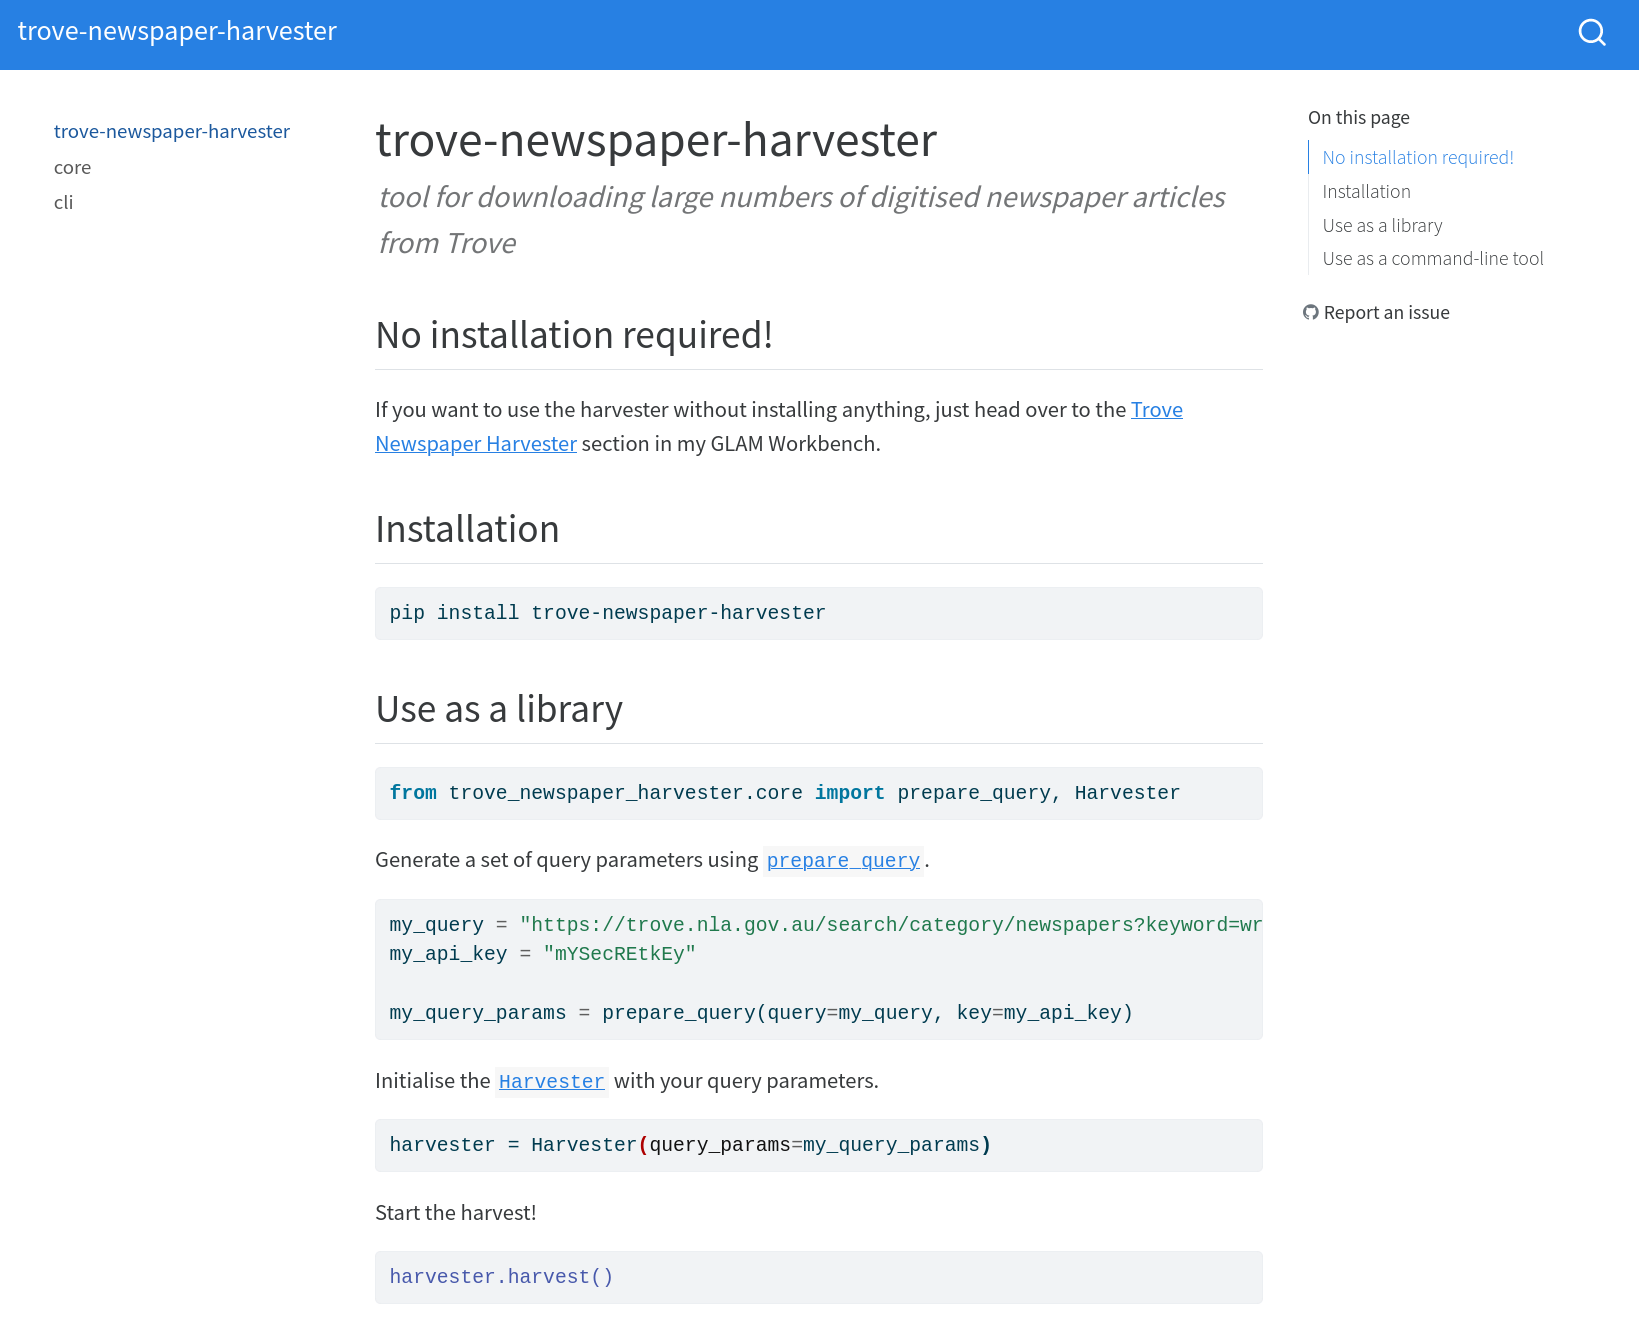 trove-newspaper-harvester
trove-newspaper-harvester
core
cli
trove-newspaper-harvester
tool for downloading large numbers of digitised newspaper articles
from Trove
No installation required!
If you want to use the harvester without installing anything, just head over to the Trove
Newspaper Harvester section in my GLAM Workbench.
Installation
pip install trove-newspaper-harvester
Use as a library
from trove_newspaper_harvester.core import prepare_query, Harvester
Generate a set of query parameters using prepare_query.
my_query = "https://trove.nla.gov.au/search/category/newspapers?keyword=wr
my_api_key = "mYSecREtkEy"
my_query_params = prepare_query(query=my_query, key=my_api_key)
Initialise the Harvester with your query parameters.
harvester = Harvester(query_params=my_query_params)
Start the harvest!
harvester.harvest()
On this page
No installation required!
Installation
Use as a library
Use as a command-line tool
Report an issue